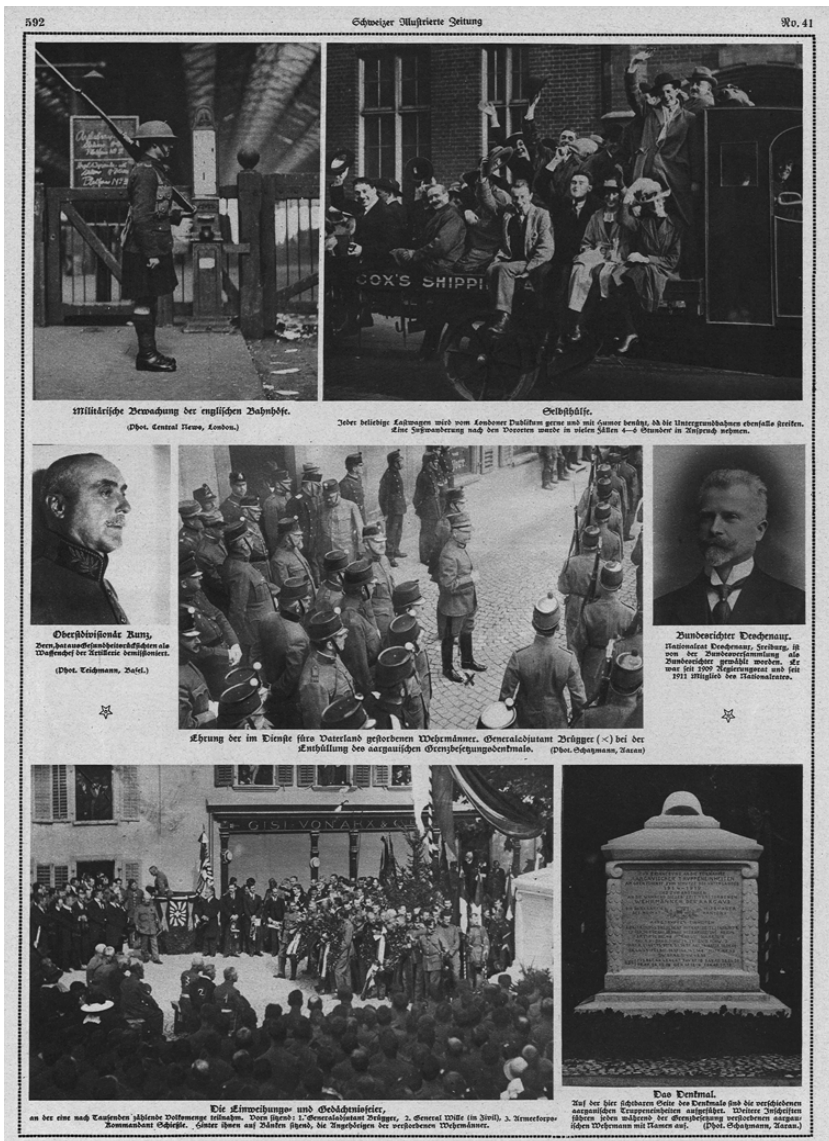 592
Schweizer Illustrierte Zeitung
No. 41
COX'S SHIPPI
Militärische Bewachung der englischen Bahnhöfe.
(Phot. Central News, London.)
Selbsthülfe.
Jeder beliebige Lastwagen wird vom Londoner Publikum gerne und mit Humor benützt, da die Untergrundbahnen ebenfalls streiken.
Eine Fußwanderung nach den Vororten würde in vielen Fällen 4—6 Stunden in Anspruch nehmen.
Oberstdivisionär Kunz,
Bern, hat aus Gesundheitsrücksichten als
Waffenchef der Artillerie demissioniert.
(Phot. Teichmann, Basel.)
Ehrung der im Dienste fürs Vaterland gestorbenen Wehrmänner. Generaladjutant Brügger (×) bei der
Enthüllung des aargauischen Grenzbesetzungsdenkmals.
(Phot. Schatzmann, Aarau)
Bundesrichter Deschenaux.
Nationalrat Deschenaux, Freiburg, ist
von der Bundesversammlung als
Bundesrichter gewählt worden. Er
war seit 1909 Regierungsrat und seit
1911 Mitglied des Nationalrates.
GISI-VON ARX & C
Die Einweihungs- und Gedächtnisfeier,
an der eine nach Tausenden zählende Volksmenge teilnahm. Vorn sitzend: 1. Generaladjutant Brügger, 2. General Wille (in Zivil), 3. Armeekorps-
Kommandant Schießle. Hinter ihnen auf Bänken sitzend, die Angehörigen der verstorbenen Wehrmänner.
Das Denkmal.
Auf der hier sichtbaren Seite des Denkmals sind die verschiedenen
aargauischen Truppeneinheiten aufgeführt. Weitere Inschriften
führen jeden während der Grenzbesetzung verstorbenen aargau-
ischen Wehrmann mit Namen auf. (Phot. Schatzmann, Aarau.)